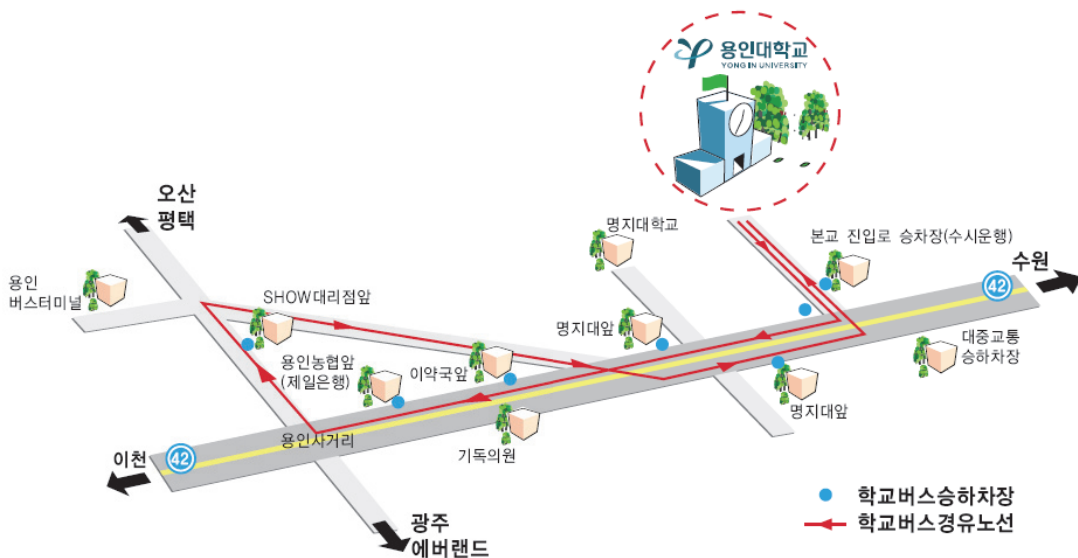 용인대학교
YONG IN UNIVERSITY
오산
평택
명지대학교
본교 진입로 승차장(수시운행)
수원
42
용인
버스터미널
SHOW대리점앞
명지대앞
대중교통
승하차장
용인농협앞
(제일은행)
이약국앞
명지대앞
용인사거리
기독의원
이천
42
광주
에버랜드
학교버스승하차장
학교버스경유노선